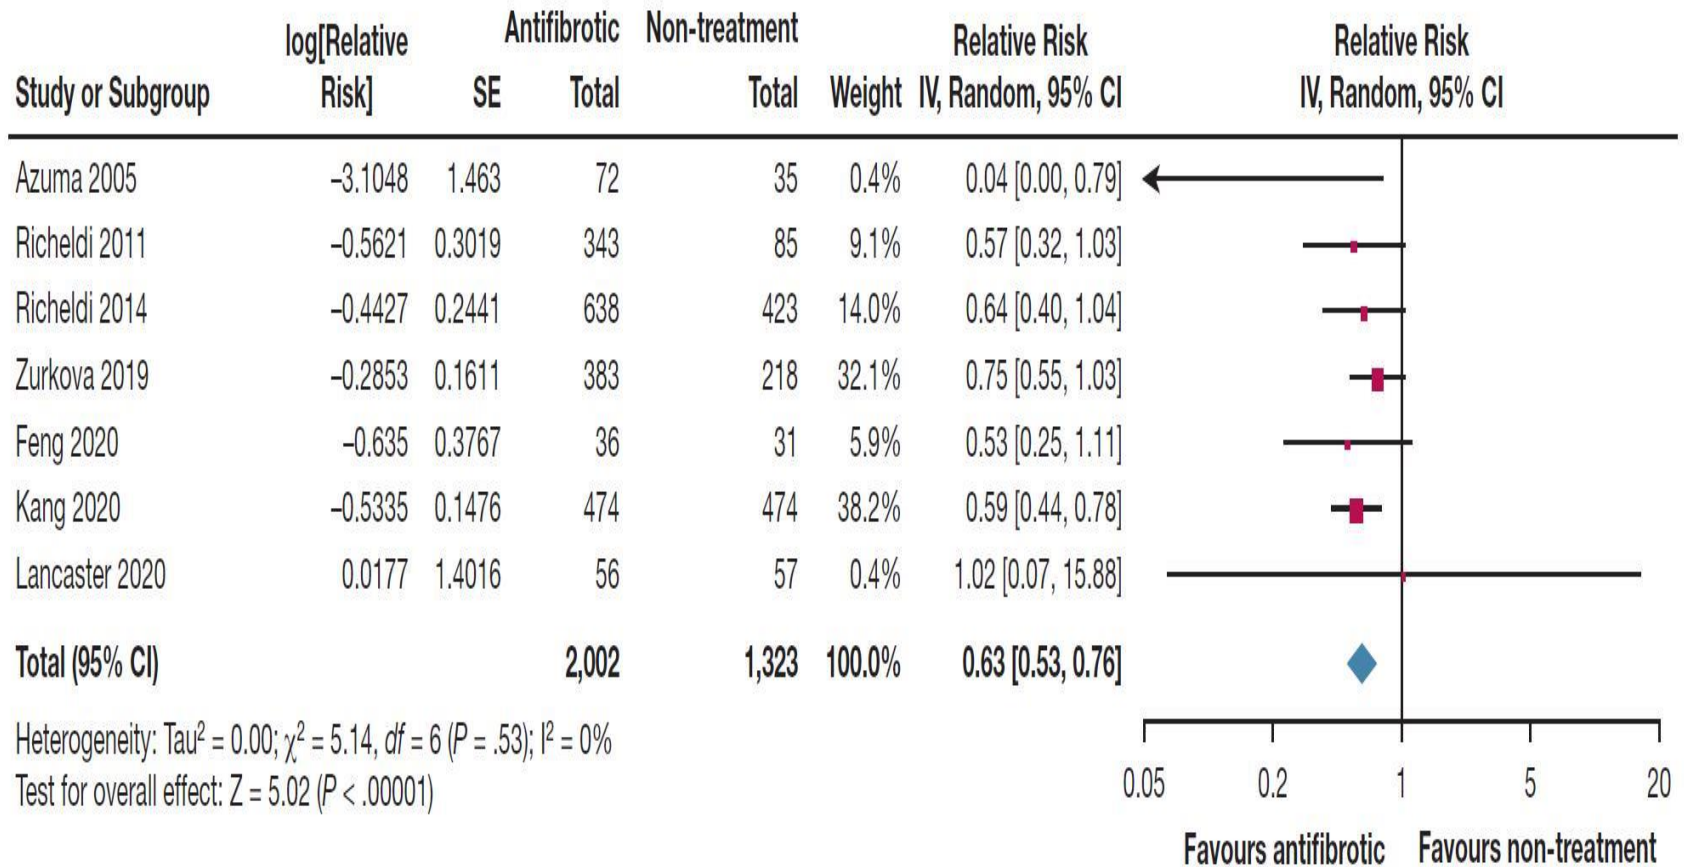 log[Relative Risk] Antifibrotic Non-treatment Relative Risk Relative Risk
Study or Subgroup SE Total Total Weight IV, Random, 95% CI IV, Random, 95% CI
Azuma 2005 –3.1048 1.463 72 35 0.4% 0.04 [0.00, 0.79]
Richeldi 2011 –0.5621 0.3019 343 85 9.1% 0.57 [0.32, 1.03]
Richeldi 2014 –0.4427 0.2441 638 423 14.0% 0.64 [0.40, 1.04]
Zurkova 2019 –0.2853 0.1611 383 218 32.1% 0.75 [0.55, 1.03]
Feng 2020 –0.635 0.3767 36 31 5.9% 0.53 [0.25, 1.11]
Kang 2020 –0.5335 0.1476 474 474 38.2% 0.59 [0.44, 0.78]
Lancaster 2020 0.0177 1.4016 56 57 0.4% 1.02 [0.07, 15.88]
Total (95% CI) 2,002 1,323 100.0% 0.63 [0.53, 0.76]
Heterogeneity: Tau² = 0.00; χ² = 5.14, df = 6 (P = .53); I² = 0%
Test for overall effect: Z = 5.02 (P < .00001)
0.05 0.2 1 5 20
Favours antifibrotic Favours non-treatment